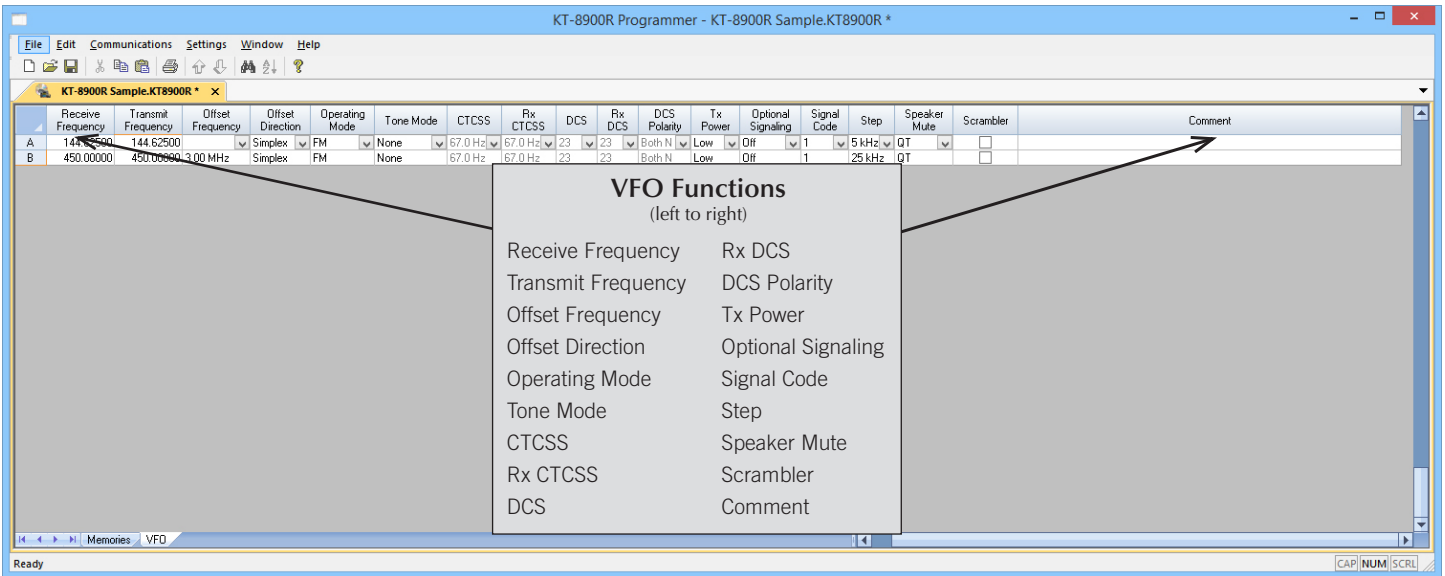 KT-8900R Programmer - KT-8900R Sample.KT8900R *
File Edit Communications Settings Window Help
KT-8900R Sample.KT8900R * x
Receive Frequency Transmit Frequency Offset Frequency Offset Direction Operating Mode Tone Mode CTCSS Rx CTCSS DCS Rx DCS DCS Polarity Tx Power Optional Signaling Signal Code Step Speaker Mute Scrambler Comment
A 144.62500 144.62500 Simplex FM None 67.0 Hz 67.0 Hz 23 23 Both N Low Off 1 5 kHz QT
B 450.00000 450.00000 3.00 MHz Simplex FM None 67.0 Hz 67.0 Hz 23 23 Both N Low Off 1 25 kHz QT
VFO Functions
(left to right)
Receive Frequency
Transmit Frequency
Offset Frequency
Offset Direction
Operating Mode
Tone Mode
CTCSS
Rx CTCSS
DCS
Rx DCS
DCS Polarity
Tx Power
Optional Signaling
Signal Code
Step
Speaker Mute
Scrambler
Comment
Memories VFO
Ready
CAP NUM SCRL